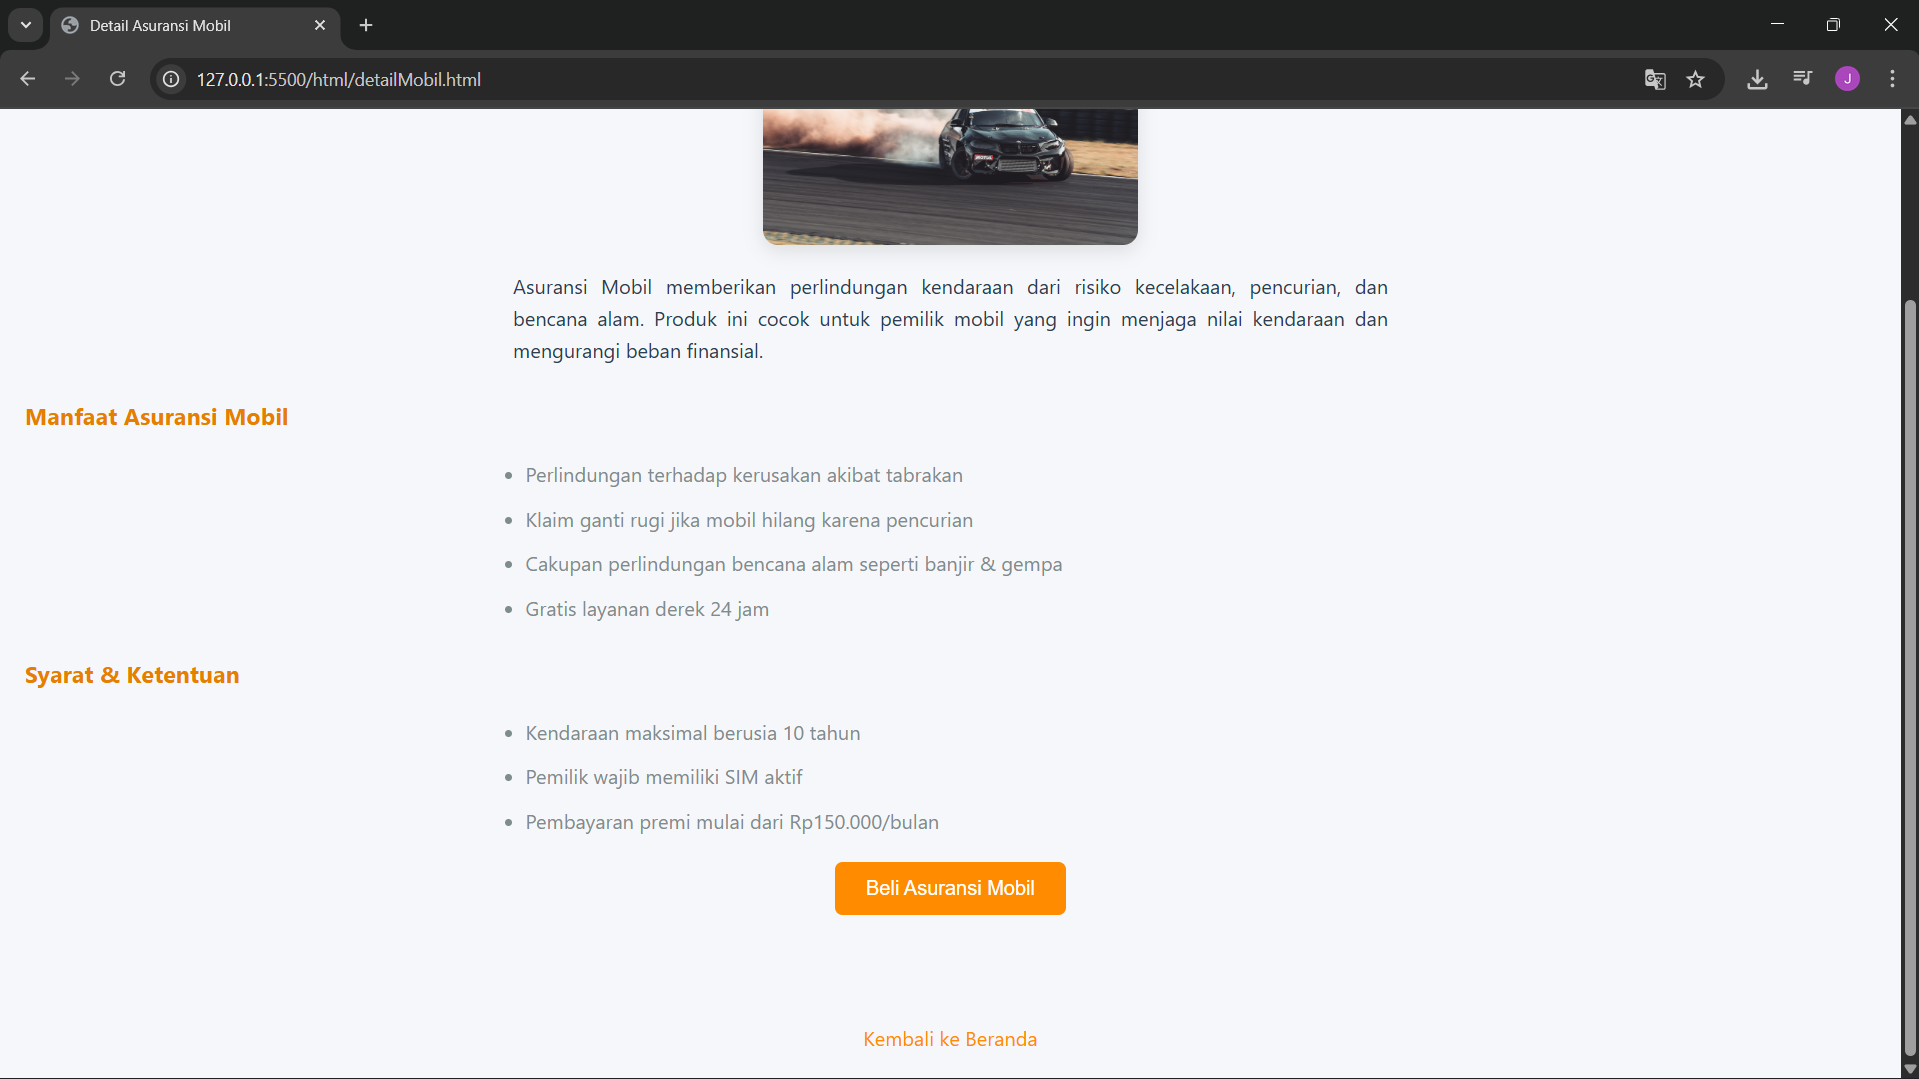 Detail Asuransi Mobil
127.0.0.1:5500/html/detailMobil.html
J
Asuransi Mobil memberikan perlindungan kendaraan dari risiko kecelakaan, pencurian, dan
bencana alam. Produk ini cocok untuk pemilik mobil yang ingin menjaga nilai kendaraan dan
mengurangi beban finansial.
Manfaat Asuransi Mobil
Perlindungan terhadap kerusakan akibat tabrakan
Klaim ganti rugi jika mobil hilang karena pencurian
Cakupan perlindungan bencana alam seperti banjir & gempa
Gratis layanan derek 24 jam
Syarat & Ketentuan
Kendaraan maksimal berusia 10 tahun
Pemilik wajib memiliki SIM aktif
Pembayaran premi mulai dari Rp150.000/bulan
Beli Asuransi Mobil
Kembali ke Beranda